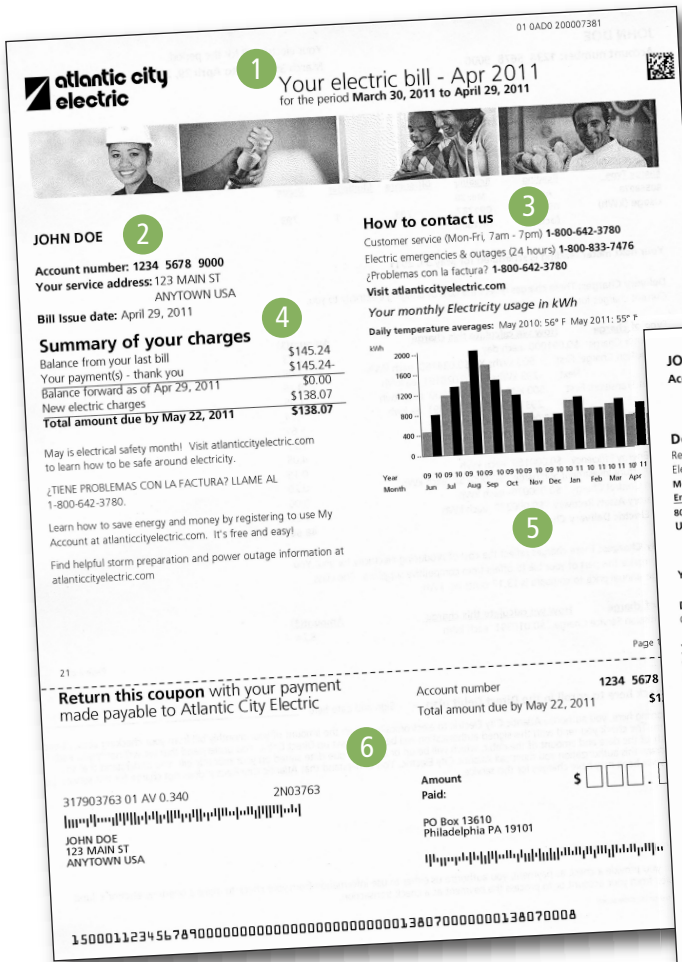 01 0AD0 200007381
atlantic city
electric
1
Your electric bill - Apr 2011
for the period March 30, 2011 to April 29, 2011
JOHN DOE
2
Account number: 1234 5678 9000
Your service address: 123 MAIN ST
ANYTOWN USA
Bill Issue date: April 29, 2011
4
Summary of your charges
Balance from your last bill $145.24
Your payment(s) - thank you $145.24-
Balance forward as of Apr 29, 2011 $0.00
New electric charges $138.07
Total amount due by May 22, 2011 $138.07
May is electrical safety month! Visit atlanticcityelectric.com
to learn how to be safe around electricity.
¿TIENE PROBLEMAS CON LA FACTURA? LLAME AL
1-800-642-3780.
Learn how to save energy and money by registering to use My
Account at atlanticcityelectric.com. It's free and easy!
Find helpful storm preparation and power outage information at
atlanticcityelectric.com
How to contact us
3
Customer service (Mon-Fri, 7am - 7pm) 1-800-642-3780
Electric emergencies & outages (24 hours) 1-800-833-7476
¿Problemas con la factura? 1-800-642-3780
Visit atlanticcityelectric.com
Your monthly Electricity usage in kWh
Daily temperature averages: May 2010: 56° F May 2011: 55° F
kWh
2000
1600
1200
800
400
0
Year 09 10 09 10 09 10 09 10 09 10 09 10 09 10 10 11 10 11 10 11 10 11
Month Jun Jul Aug Sep Oct Nov Dec Jan Feb Mar Apr
5
21
Page 1
Return this coupon with your payment
made payable to Atlantic City Electric
Account number 1234 5678
Total amount due by May 22, 2011 $1
6
317903763 01 AV 0.340 2N03763
JOHN DOE
123 MAIN ST
ANYTOWN USA
Amount
Paid: $ .
PO Box 13610
Philadelphia PA 19101
JO
Ac
D
Re
Ele
M
En
80
U
Y